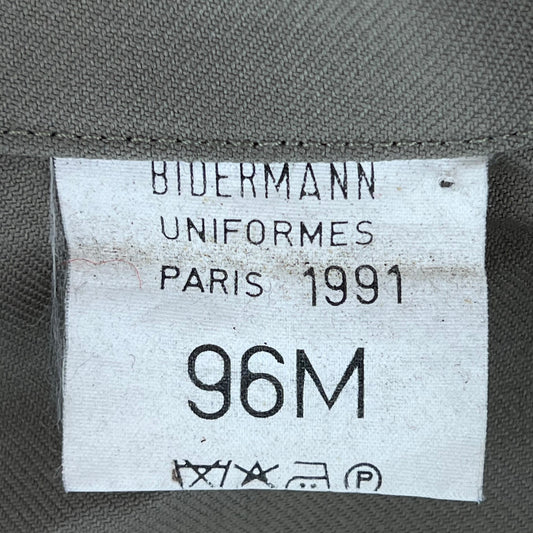 BIDERMANN
UNIFORMES
PARIS 1991
96M
P